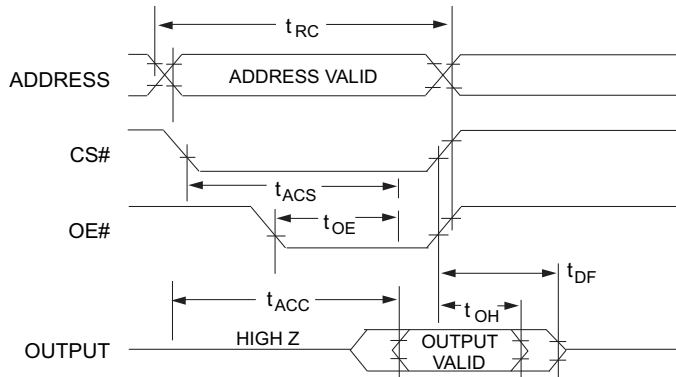 tRC
ADDRESS
ADDRESS VALID
CS#
tACS
OE#
tOE
tDF
tACC
tOH
OUTPUT
HIGH Z
OUTPUT
VALID